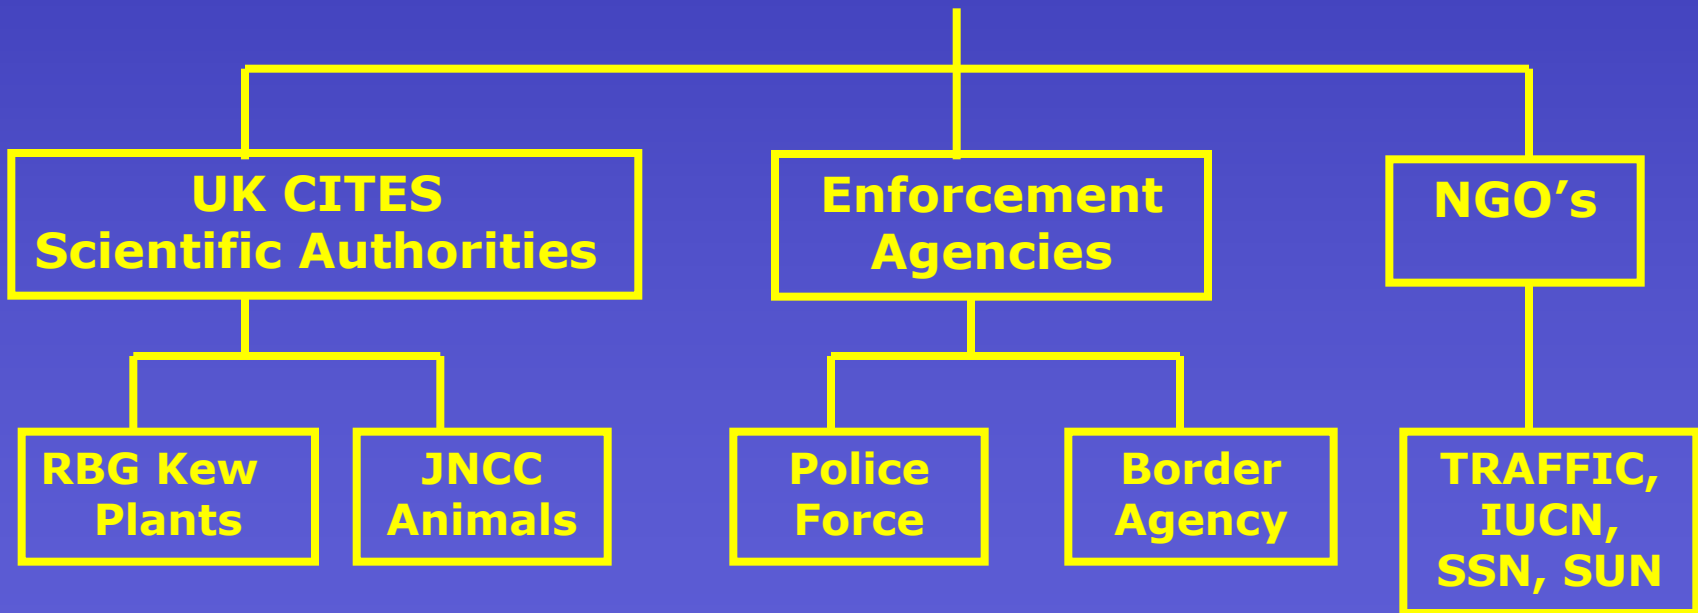 UK CITES
Scientific Authorities
Enforcement
Agencies
NGO’s
RBG Kew
Plants
JNCC
Animals
Police
Force
Border
Agency
TRAFFIC,
IUCN,
SSN, SUN